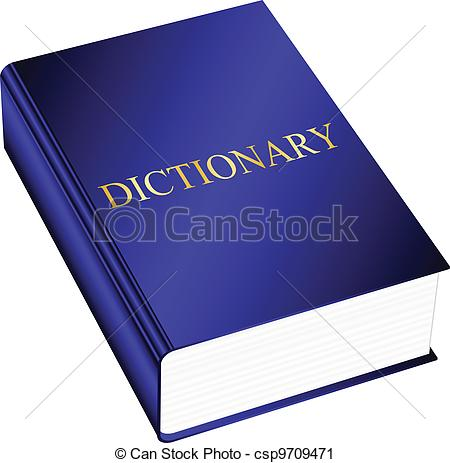 DICTIONARY
Can Stock Photo
© Can Stock Photo - csp9709471